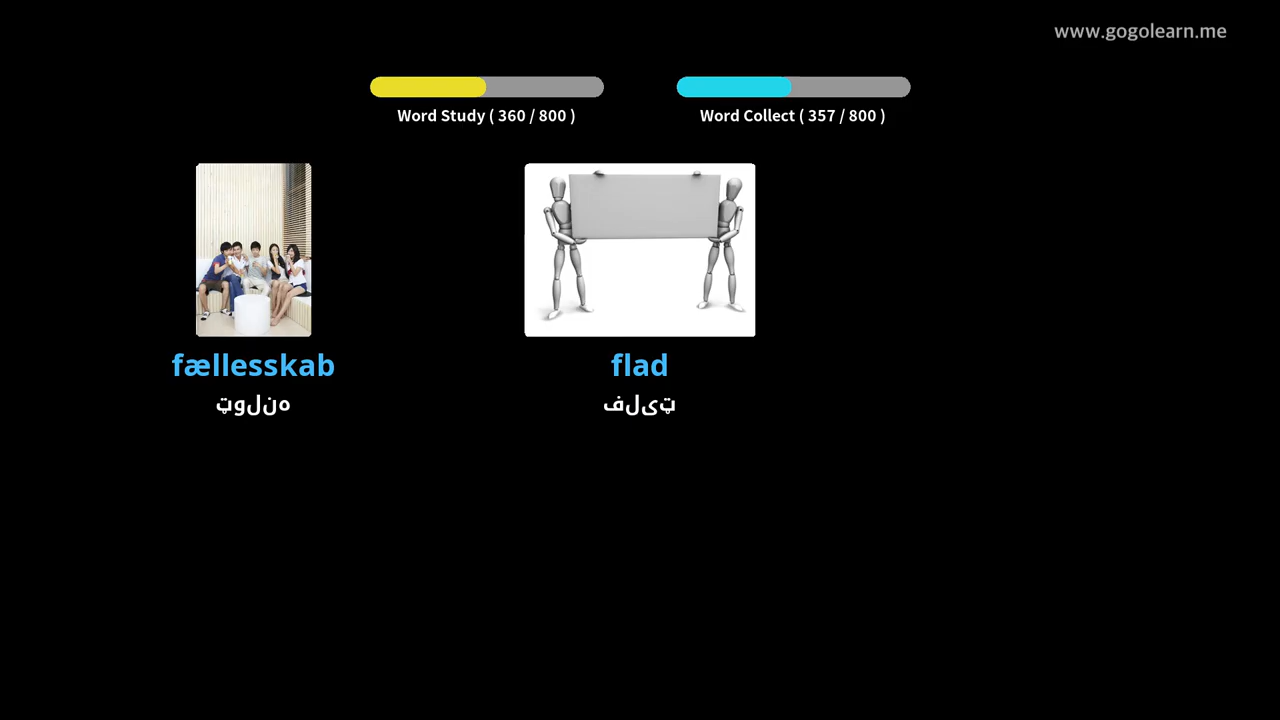 www.gogolearn.me
Word Study ( 360 / 800 )
Word Collect ( 357 / 800 )
fællesskab
ټولنه
flad
فلیټ